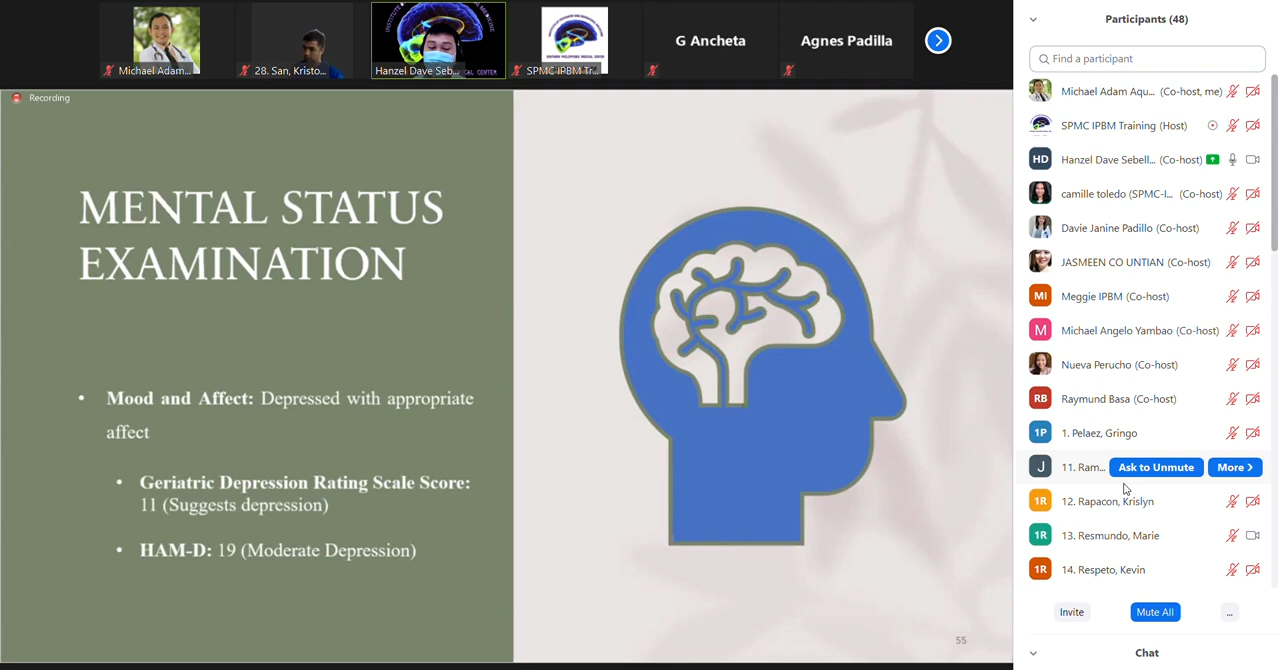 Michael Adam...
28. San, Kristo...
Hanzel Dave Seb...
SPMC IPBM Tr...
G Ancheta
Agnes Padilla
Recording
MENTAL STATUS
EXAMINATION
• Mood and Affect: Depressed with appropriate
affect
• Geriatric Depression Rating Scale Score:
11 (Suggests depression)
• HAM-D: 19 (Moderate Depression)
55
Participants (48)
Find a participant
Michael Adam Aqu... (Co-host, me)
SPMC IPBM Training (Host)
HD Hanzel Dave Sebell... (Co-host)
camille toledo (SPMC-I... (Co-host)
Davie Janine Padillo (Co-host)
JASMEEN CO UNTIAN (Co-host)
MI Meggie IPBM (Co-host)
M Michael Angelo Yambao (Co-host)
Nueva Perucho (Co-host)
RB Raymund Basa (Co-host)
1P 1. Pelaez, Gringo
J 11. Ram... Ask to Unmute More
1R 12. Rapacon, Krislyn
1R 13. Resmundo, Marie
1R 14. Respeto, Kevin
Invite Mute All ...
Chat